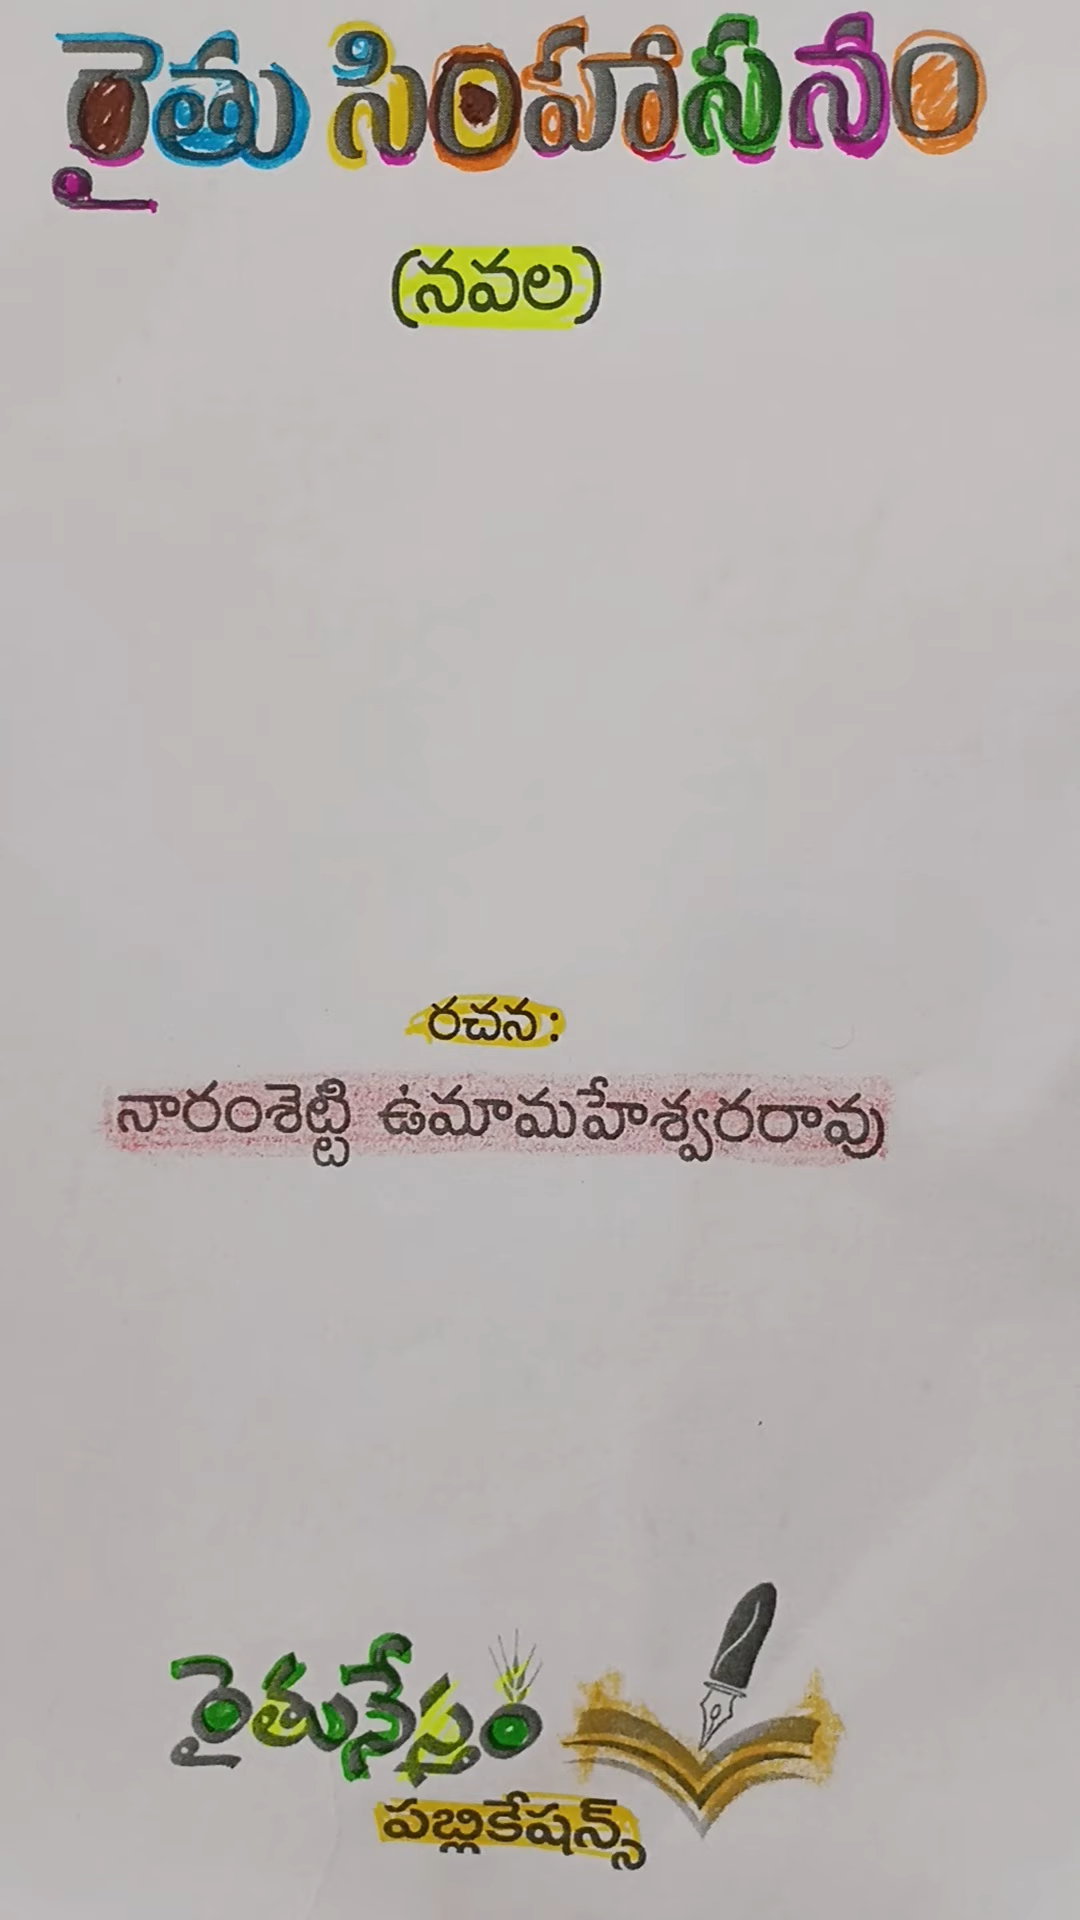 రైతు సింహాసనం
(నవల)
రచన :
నారంశెట్టి ఉమామహేశ్వరరావు
రైతునేస్తం
పబ్లికేషన్స్